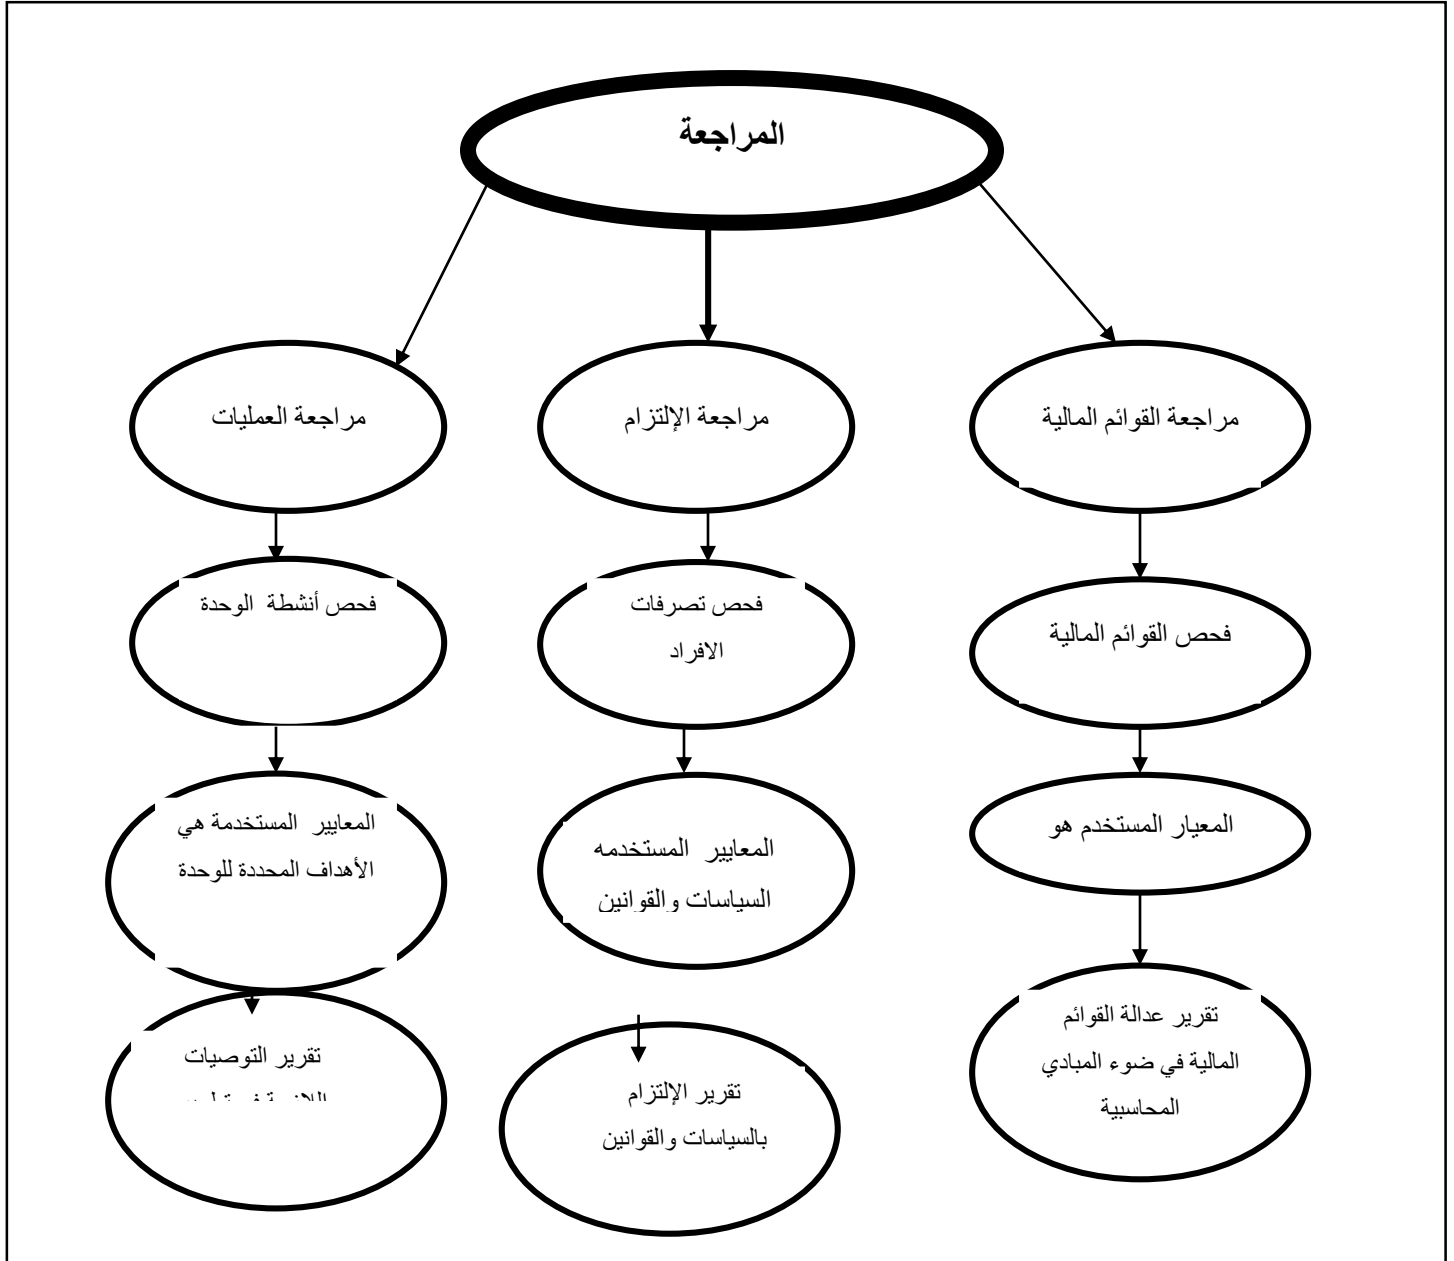 المراجعة
مراجعة القوائم المالية
مراجعة الإلتزام
مراجعة العمليات
فحص القوائم المالية
فحص تصرفات
الافراد
فحص أنشطة الوحدة
المعيار المستخدم هو
المعايير المستخدمه
السياسات والقوانين
المعايير المستخدمة هي
الأهداف المحددة للوحدة
تقرير عدالة القوائم
المالية في ضوء المبادي
المحاسبية
تقرير الإلتزام
بالسياسات والقوانين
تقرير التوصيات